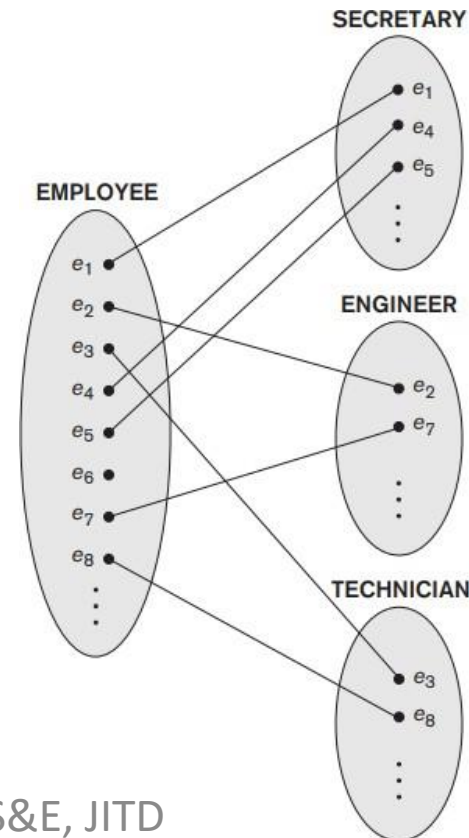 EMPLOYEE
e1
e2
e3
e4
e5
e6
e7
e8
SECRETARY
e1
e4
e5
ENGINEER
e2
e7
TECHNICIAN
e3
e8
S&E, JITD